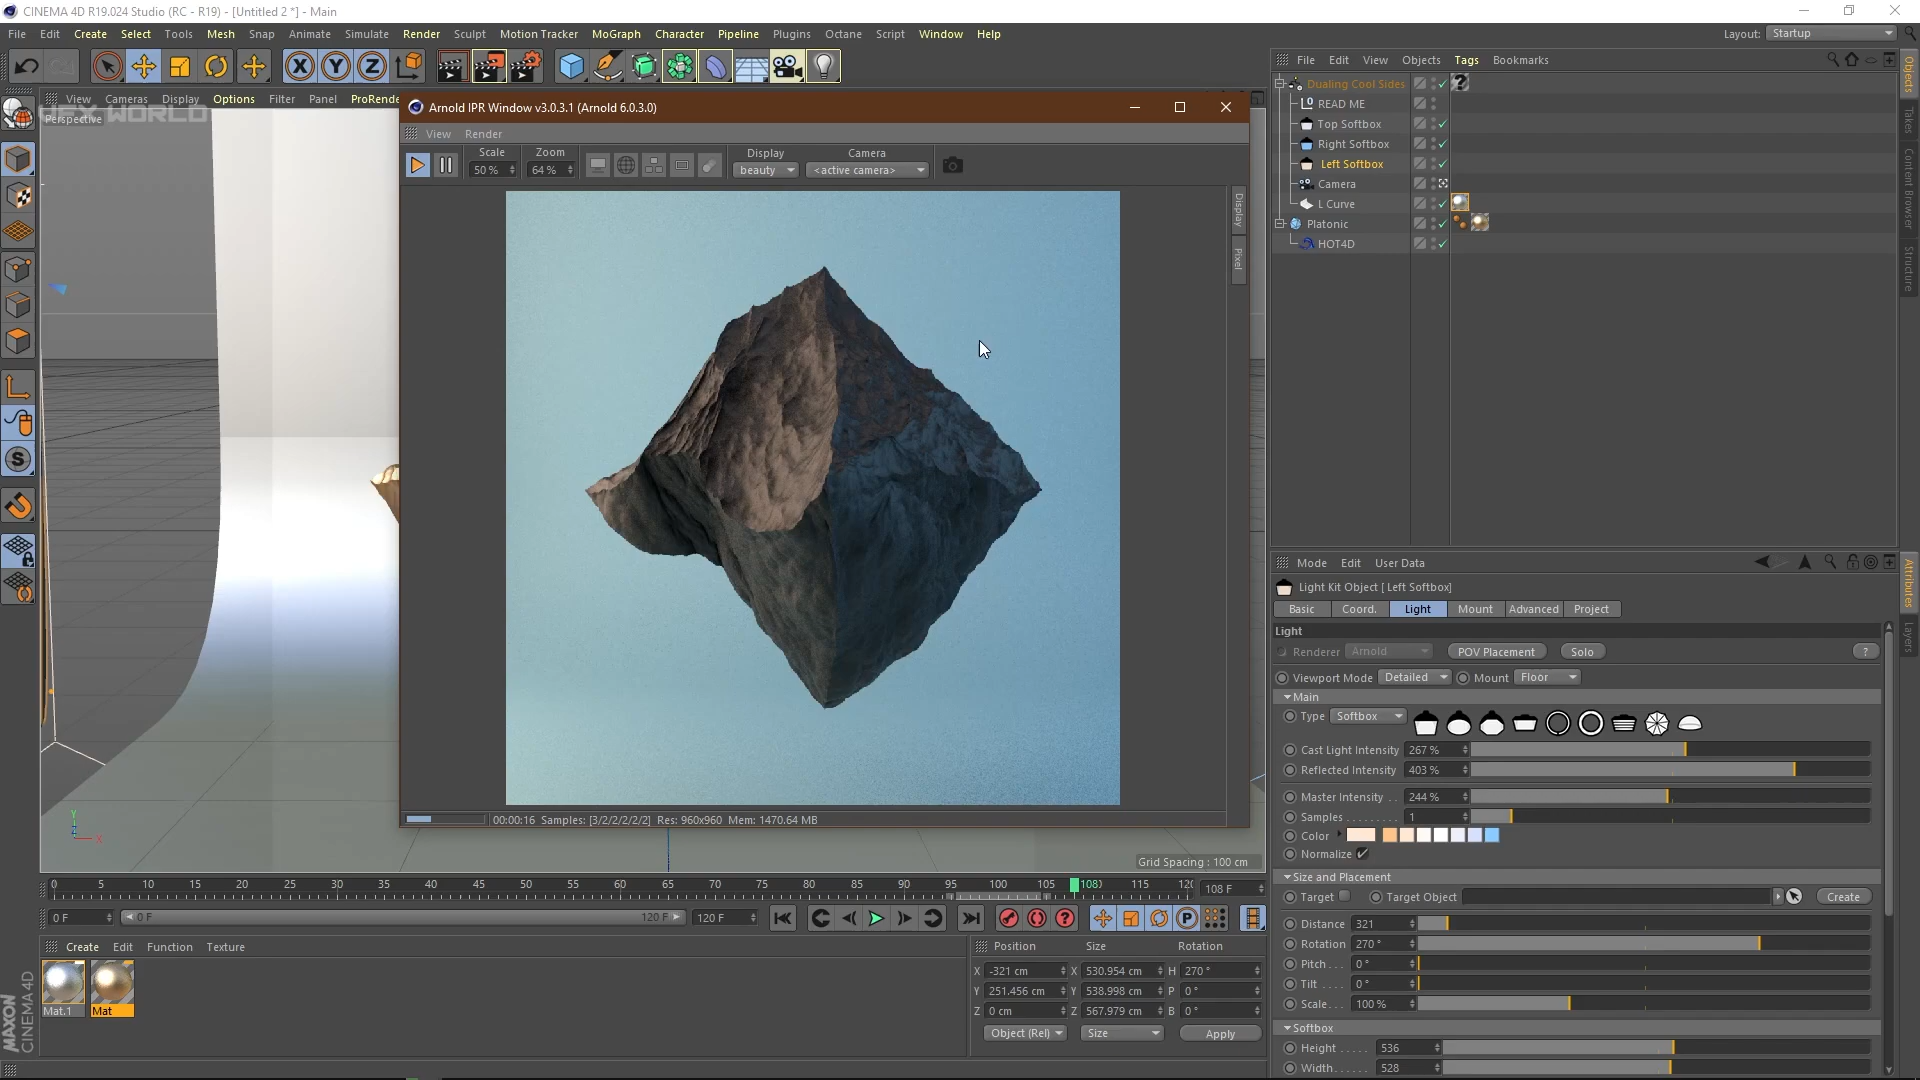 CINEMA 4D R19.024 Studio (RC - R19) - [Untitled 2 *] - Main
File Edit Create Select Tools Mesh Snap Animate Simulate Render Sculpt Motion Tracker MoGraph Character Pipeline Plugins Octane Script Window Help
Layout: Startup
View Cameras Display Options Filter Panel ProRende
VFX WORLD
Perspective
Arnold IPR Window v3.0.3.1 (Arnold 6.0.3.0)
View Render
Scale Zoom Display Camera
50 % 64 % beauty <active camera>
Display
Pixel
00:00:16 Samples: [3/2/2/2/2/2] Res: 960x960 Mem: 1470.64 MB
Grid Spacing : 100 cm
0 5 10 15 20 25 30 35 40 45 50 55 60 65 70 75 80 85 90 95 100 105 108 115 120
108 F
0 F 0 F 120 F 120 F
Create Edit Function Texture
Mat.1 Mat
MAXON CINEMA 4D
Position Size Rotation
X -321 cm X 530.954 cm H 270 °
Y 251.456 cm Y 538.998 cm P 0 °
Z 0 cm Z 567.979 cm B 0 °
Object (Rel) Size Apply
File Edit View Objects Tags Bookmarks
Dualing Cool Sides
READ ME
Top Softbox
Right Softbox
Left Softbox
Camera
L Curve
Platonic
HOT4D
Objects
Takes
Content Browser
Structure
Mode Edit User Data
Light Kit Object [ Left Softbox]
Basic Coord. Light Mount Advanced Project
Light
Renderer Arnold POV Placement Solo ?
Viewport Mode Detailed Mount Floor
Main
Type Softbox
Cast Light Intensity 267 %
Reflected Intensity 403 %
Master Intensity . . 244 %
Samples . . . . . . . . . 1
Color
Normalize
Size and Placement
Target Target Object Create
Distance 321
Rotation 270 °
Pitch . . . 0 °
Tilt . . . . 0 °
Scale. . . 100 %
Softbox
Height . . . . . 536
Width. . . . . . 528
Attributes
Layers